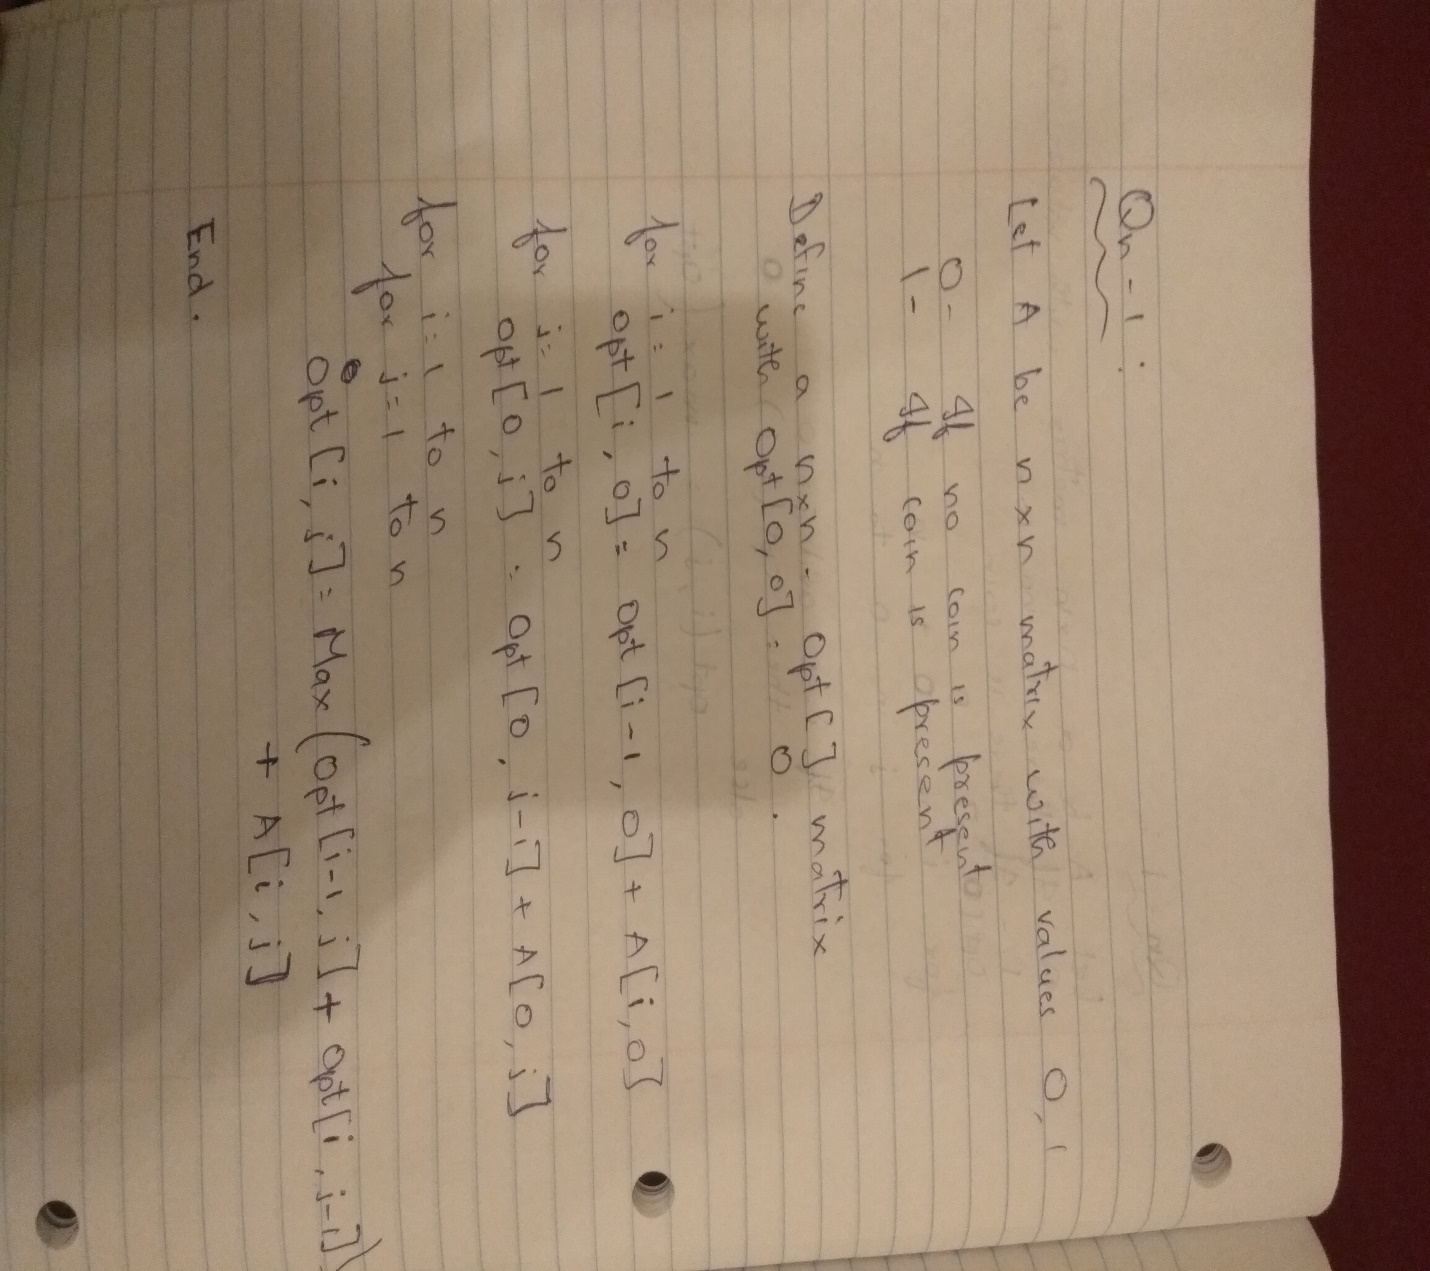 Qn-1:
Let A be n x n matrix with values 0, 1
0 - If no coin is present
1 - If coin is present
Define a n x n - Opt[ ] matrix
with Opt[0, 0] = 0.
for i = 1 to n
Opt[i, 0] = Opt[i-1, 0] + A[i, 0]
for j = 1 to n
Opt[0, j] = Opt[0, j-1] + A[0, j]
for i = 1 to n
for j = 1 to n
Opt[i, j] = Max(Opt[i-1, j] + Opt[i, j-1])
+ A[i, j]
End.